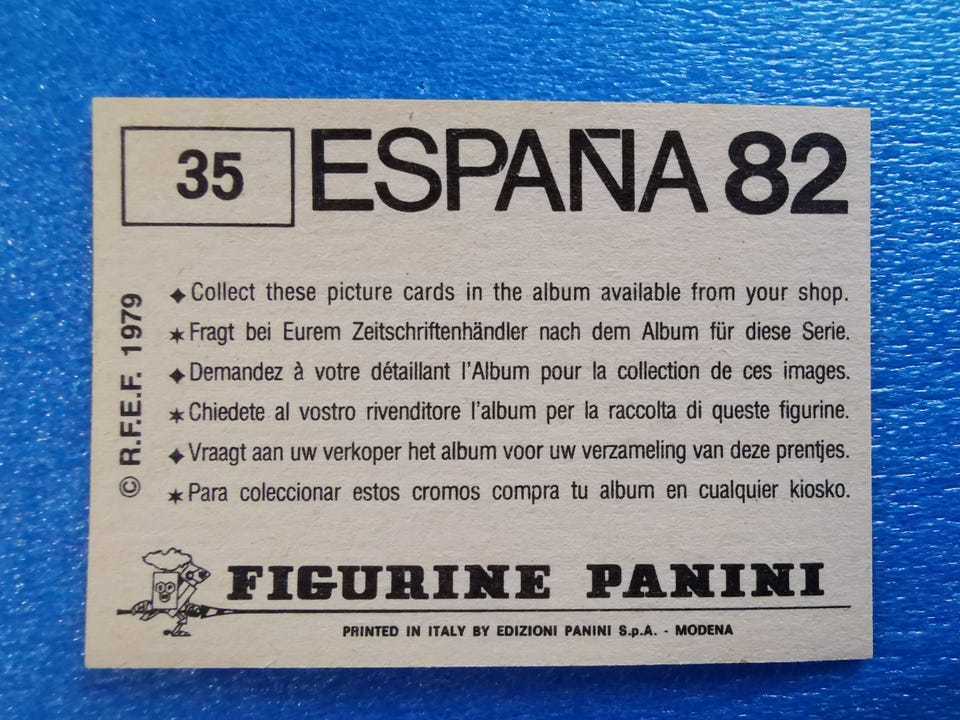 35 ESPAÑA 82
© R.F.E.F. 1979
✦ Collect these picture cards in the album available from your shop.
★ Fragt bei Eurem Zeitschriftenhändler nach dem Album für diese Serie.
✦ Demandez à votre détaillant l'Album pour la collection de ces images.
★ Chiedete al vostro rivenditore l'album per la raccolta di queste figurine.
✦ Vraagt aan uw verkoper het album voor uw verzameling van deze prentjes.
★ Para coleccionar estos cromos compra tu album en cualquier kiosko.
FIGURINE PANINI
PRINTED IN ITALY BY EDIZIONI PANINI S.p.A. - MODENA